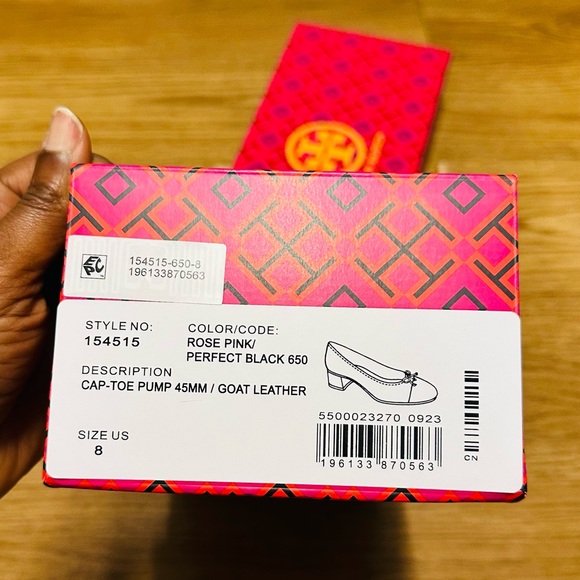 154515-650-8
196133870563
STYLE NO:
154515
COLOR/CODE:
ROSE PINK/
PERFECT BLACK 650
DESCRIPTION
CAP-TOE PUMP 45MM / GOAT LEATHER
SIZE US
8
5500023270 0923
196133 870563
CN